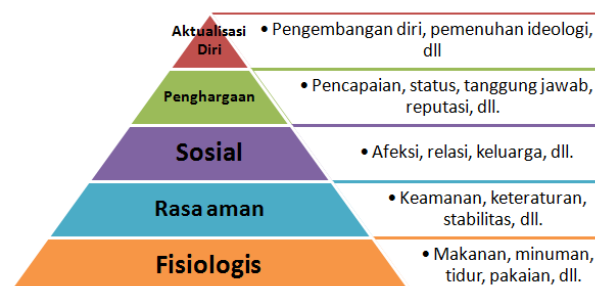 Aktualisasi
Diri
• Pengembangan diri, pemenuhan ideologi,
dll
Penghargaan
• Pencapaian, status, tanggung jawab,
reputasi, dll.
Sosial
• Afeksi, relasi, keluarga, dll.
Rasa aman
• Keamanan, keteraturan,
stabilitas, dll.
Fisiologis
• Makanan, minuman,
tidur, pakaian, dll.